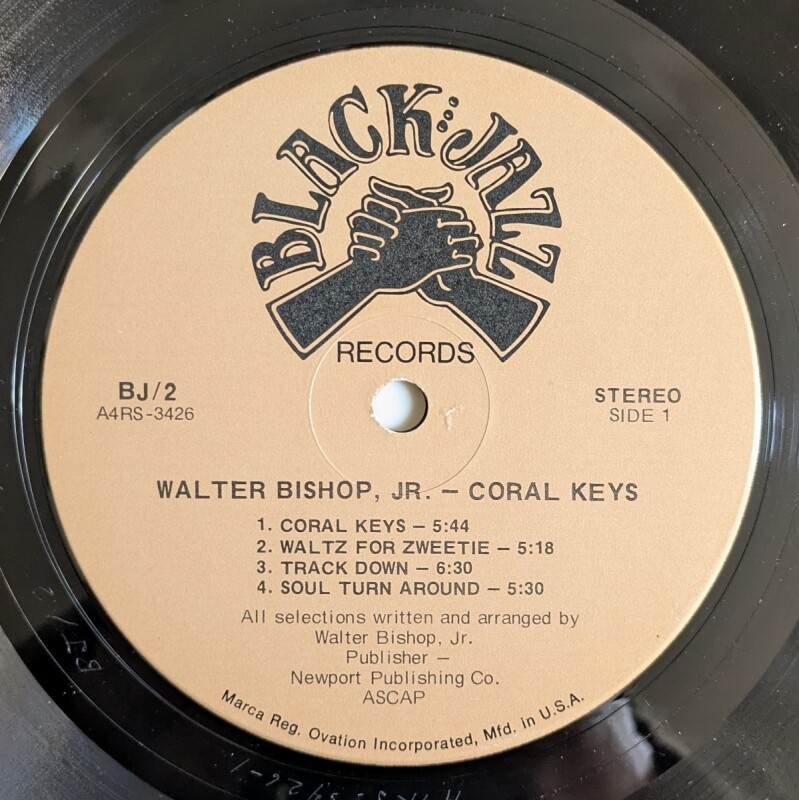 BLACK JAZZ
RECORDS
BJ/2
A4RS-3426
STEREO
SIDE 1
WALTER BISHOP, JR. – CORAL KEYS
1. CORAL KEYS – 5:44
2. WALTZ FOR ZWEETIE – 5:18
3. TRACK DOWN – 6:30
4. SOUL TURN AROUND – 5:30
All selections written and arranged by
Walter Bishop, Jr.
Publisher –
Newport Publishing Co.
ASCAP
Marca Reg. Ovation Incorporated, Mfd. in U.S.A.